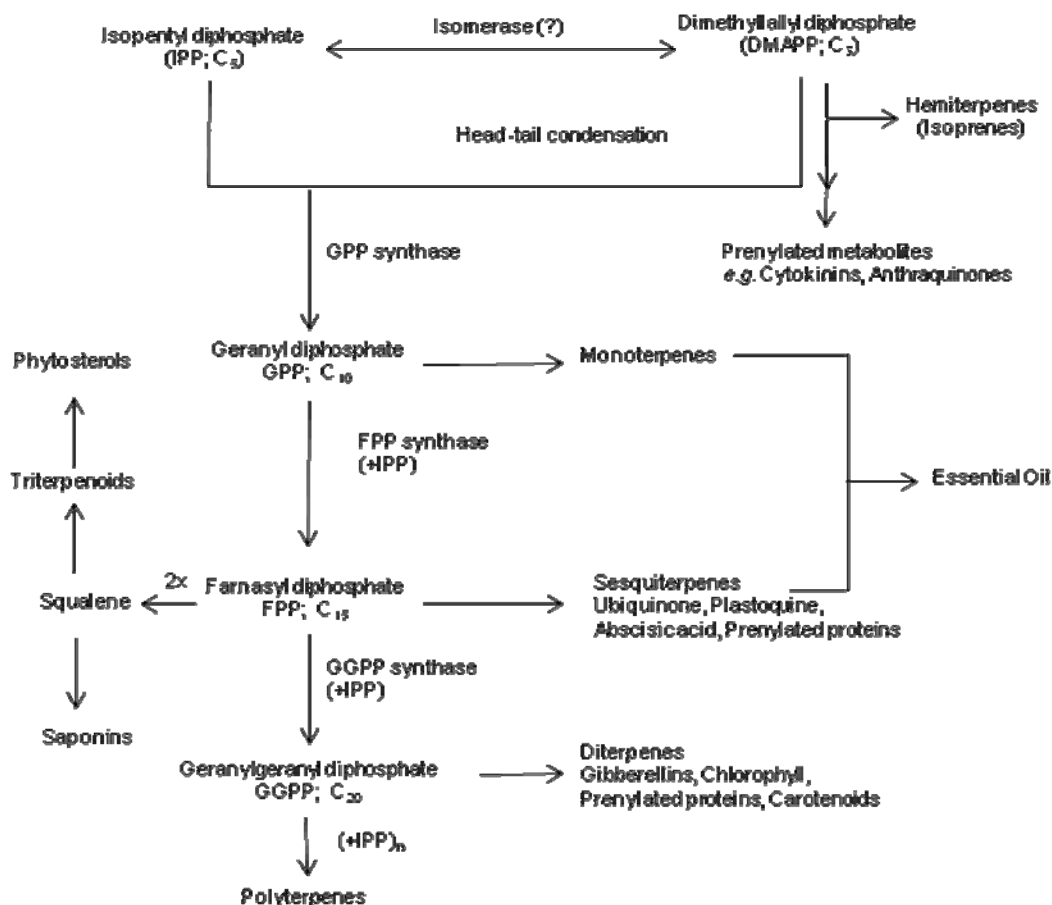 Isopentyl diphosphate
(IPP; C₅)
Isomerase (?)
Dimethyllallyl diphosphate
(DMAPP; C₅)
Hemiterpenes
(Isoprenes)
Head-tail condensation
GPP synthase
Prenylated metabolites
e.g. Cytokinins, Anthraquinones
Phytosterols
Geranyl diphosphate
GPP; C₁₀
Monoterpenes
FPP synthase
(+IPP)
Triterpenoids
Essential Oil
Squalene
2x
Farnasyl diphosphate
FPP; C₁₅
Sesquiterpenes
Ubiquinone, Plastoquine,
Abscisicacid, Prenylated proteins
GGPP synthase
(+IPP)
Saponins
Geranylgeranyl diphosphate
GGPP; C₂₀
Diterpenes
Gibberellins, Chlorophyll,
Prenylated proteins, Carotenoids
(+IPP)ₙ
Polyterpenes